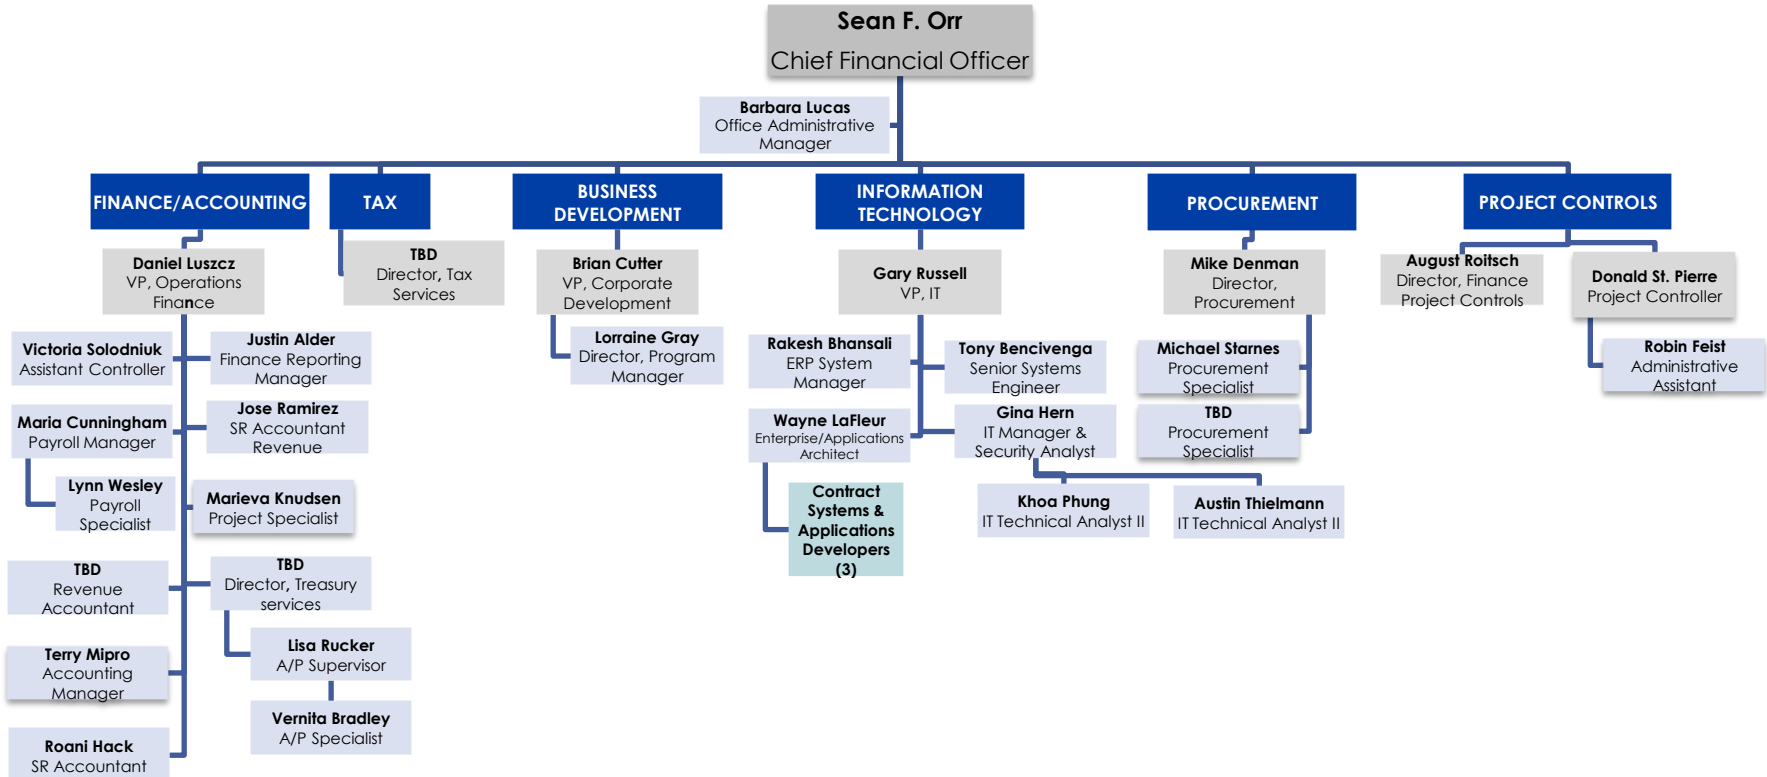 Sean F. Orr
Chief Financial Officer
Barbara Lucas
Office Administrative
Manager
FINANCE/ACCOUNTING
TAX
BUSINESS
DEVELOPMENT
INFORMATION
TECHNOLOGY
PROCUREMENT
PROJECT CONTROLS
Daniel Luszcz
VP, Operations
Finance
TBD
Director, Tax
Services
Brian Cutter
VP, Corporate
Development
Gary Russell
VP, IT
Mike Denman
Director,
Procurement
August Roitsch
Director, Finance
Project Controls
Donald St. Pierre
Project Controller
Victoria Solodniuk
Assistant Controller
Justin Alder
Finance Reporting
Manager
Lorraine Gray
Director, Program
Manager
Rakesh Bhansali
ERP System
Manager
Tony Bencivenga
Senior Systems
Engineer
Michael Starnes
Procurement
Specialist
Robin Feist
Administrative
Assistant
Maria Cunningham
Payroll Manager
Jose Ramirez
SR Accountant
Revenue
Wayne LaFleur
Enterprise/Applications
Architect
Gina Hern
IT Manager &
Security Analyst
TBD
Procurement
Specialist
Lynn Wesley
Payroll
Specialist
Marieva Knudsen
Project Specialist
Contract
Systems &
Applications
Developers
(3)
Khoa Phung
IT Technical Analyst II
Austin Thielmann
IT Technical Analyst II
TBD
Revenue
Accountant
TBD
Director, Treasury
services
Lisa Rucker
A/P Supervisor
Terry Mipro
Accounting
Manager
Vernita Bradley
A/P Specialist
Roani Hack
SR Accountant